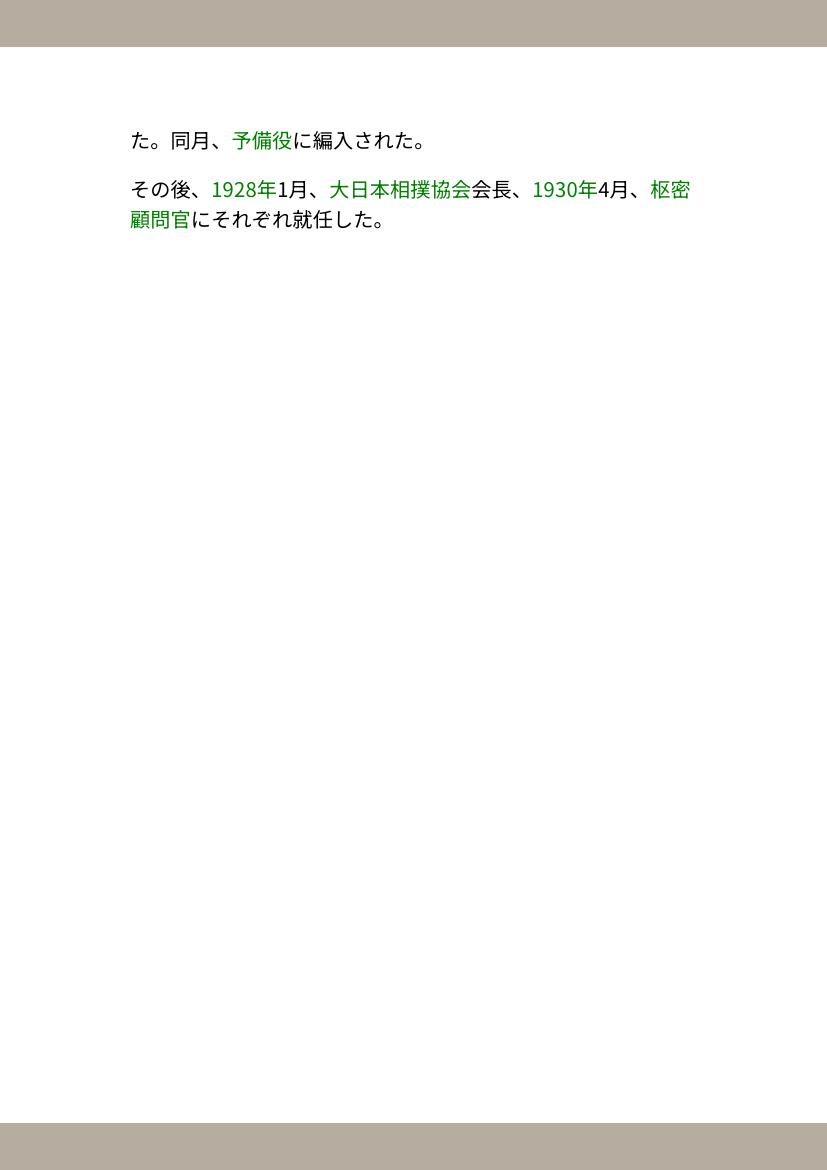 た。同月、予備役に編入された。
その後、1928年1月、大日本相撲協会会長、1930年4月、枢密
顧問官にそれぞれ就任した。